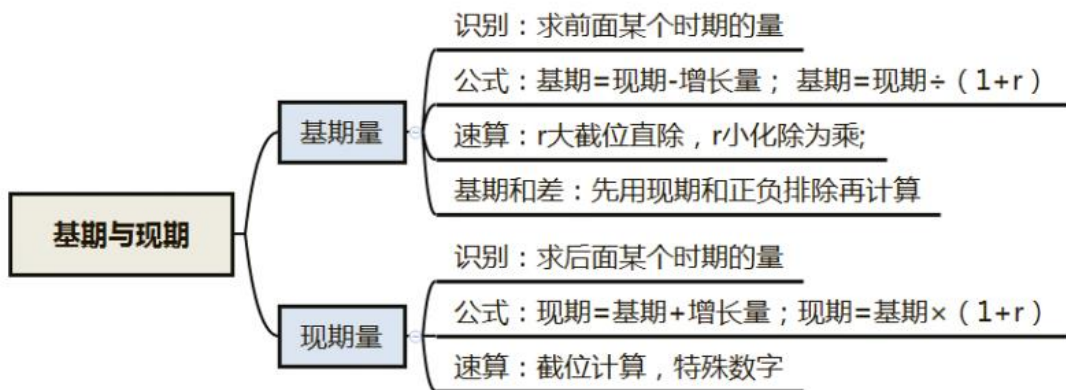 基期与现期
基期量
识别：求前面某个时期的量
公式：基期=现期-增长量； 基期=现期÷（1+r）
速算：r大截位直除，r小化除为乘;
基期和差：先用现期和正负排除再计算
现期量
识别：求后面某个时期的量
公式：现期=基期+增长量；现期=基期×（1+r）
速算：截位计算，特殊数字